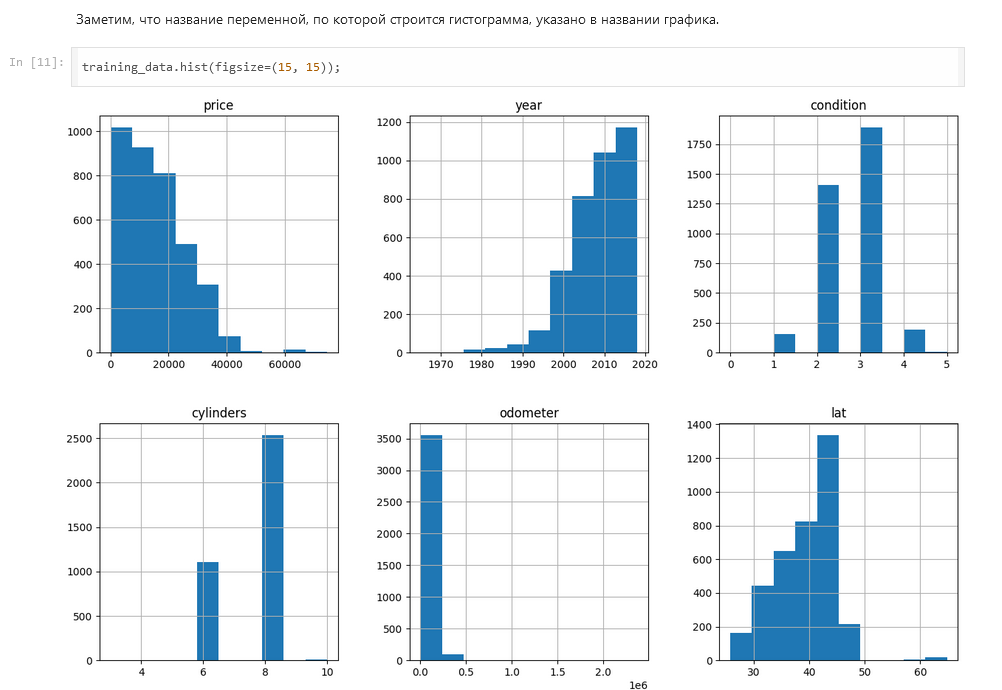 Заметим, что название переменной, по которой строится гистограмма, указано в названии графика.
In [11]:
training_data.hist(figsize=(15, 15));
price
1000
800
600
400
200
0
0 20000 40000 60000
year
1200
1000
800
600
400
200
0
1970 1980 1990 2000 2010 2020
condition
1750
1500
1250
1000
750
500
250
0
0 1 2 3 4 5
cylinders
2500
2000
1500
1000
500
0
4 6 8 10
odometer
3500
3000
2500
2000
1500
1000
500
0
0.0 0.5 1.0 1.5 2.0
1e6
lat
1400
1200
1000
800
600
400
200
0
30 40 50 60